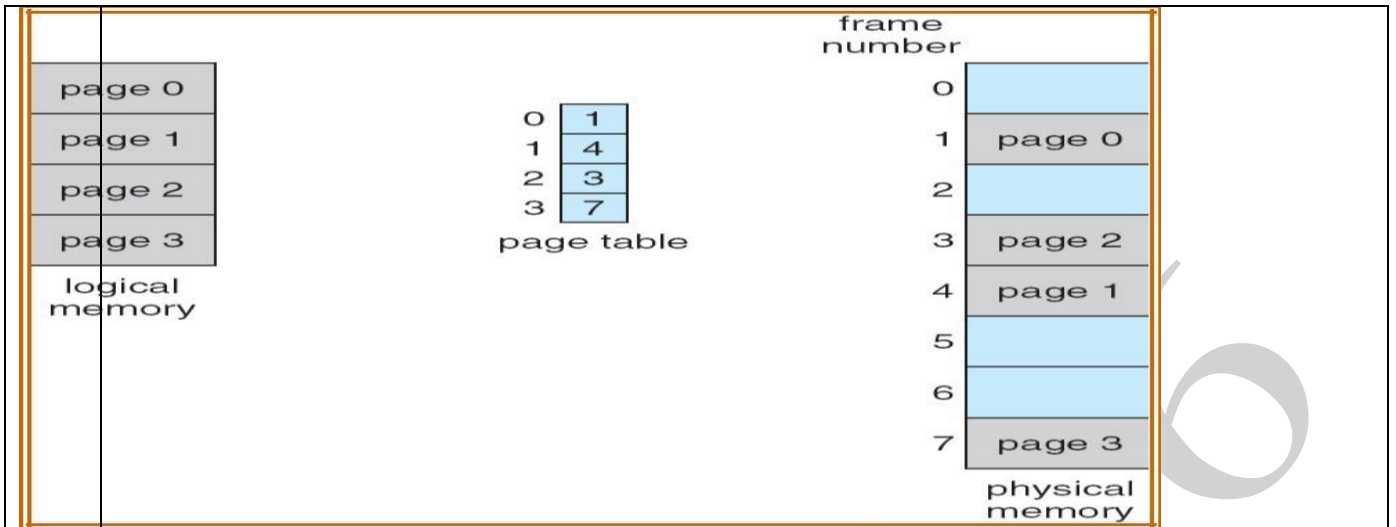 frame
number
page 0
page 1
page 2
page 3
logical
memory
0 1
1 4
2 3
3 7
page table
0
1 page 0
2
3 page 2
4 page 1
5
6
7 page 3
physical
memory